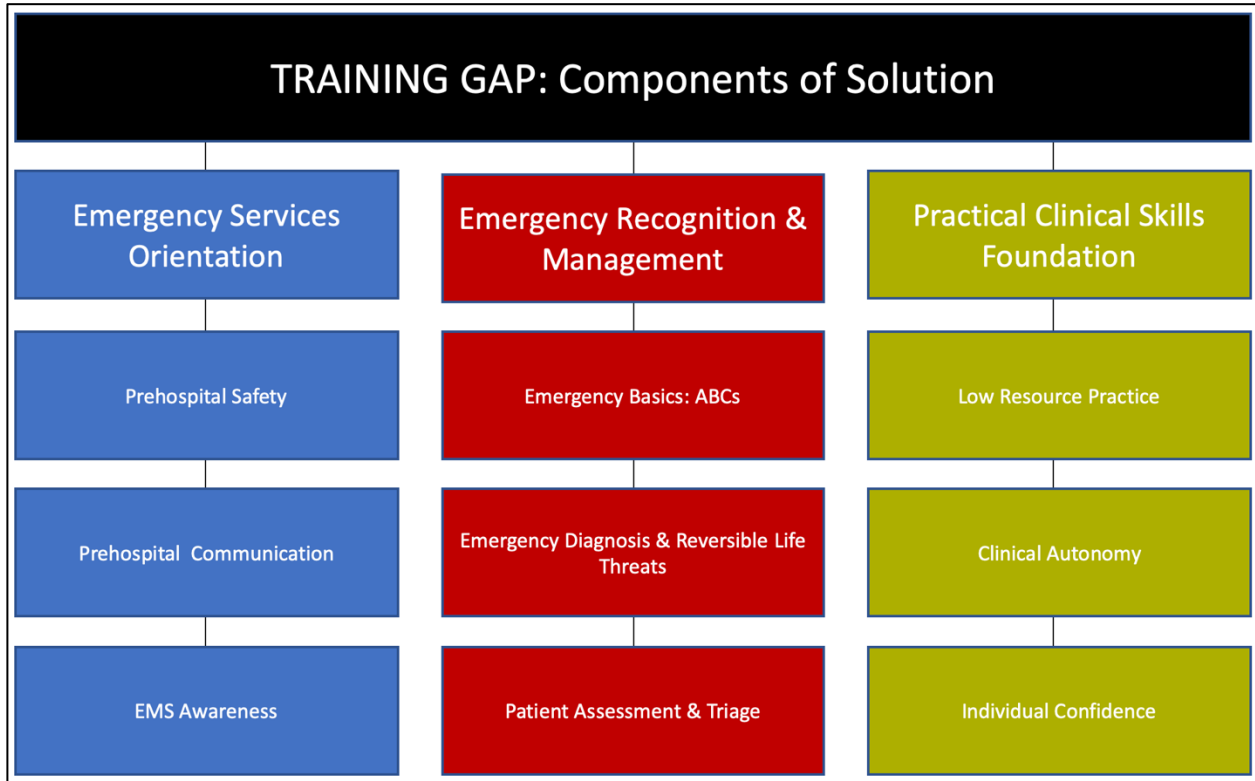 TRAINING GAP: Components of Solution
Emergency Services
Orientation
Prehospital Safety
Prehospital  Communication
EMS Awareness
Emergency Recognition &
Management
Emergency Basics: ABCs
Emergency Diagnosis & Reversible Life
Threats
Patient Assessment & Triage
Practical Clinical Skills
Foundation
Low Resource Practice
Clinical Autonomy
Individual Confidence